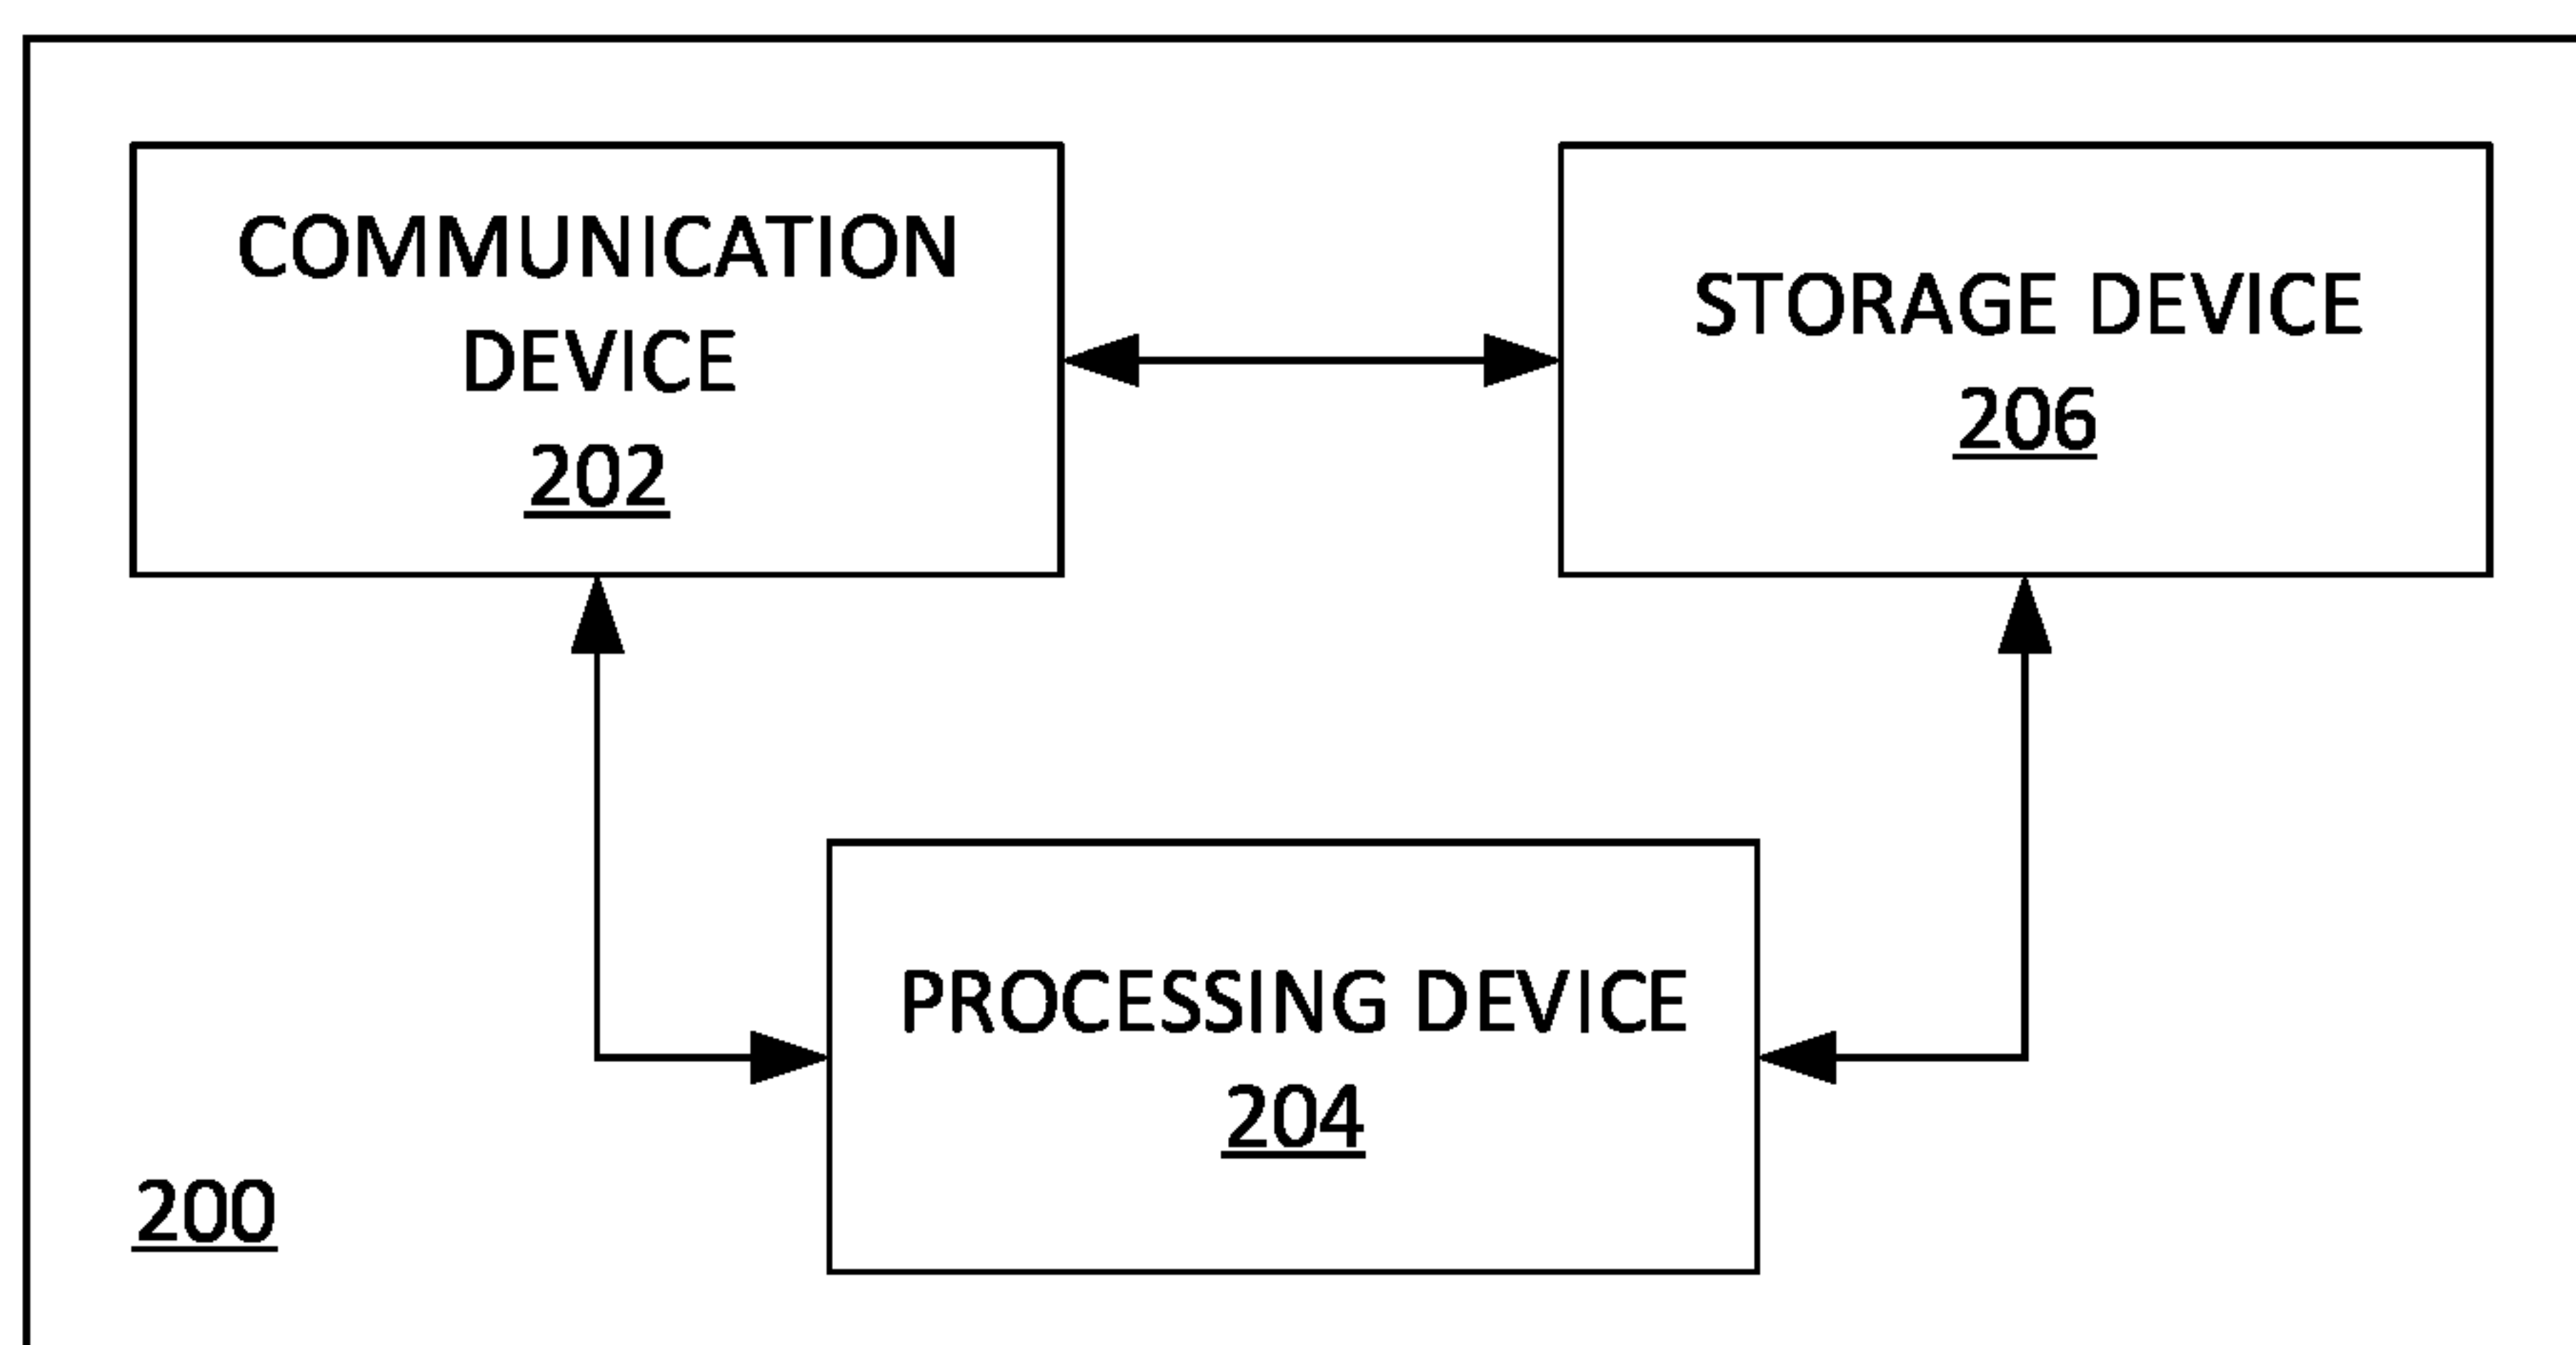 COMMUNICATION
DEVICE
202
STORAGE DEVICE
206
PROCESSING DEVICE
204
200